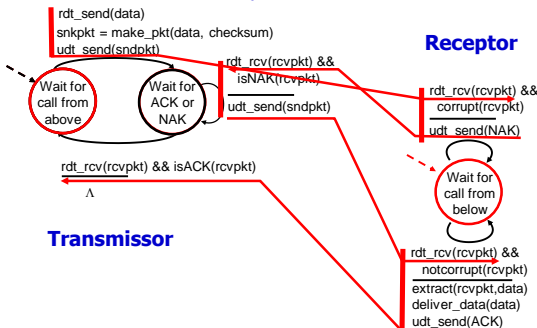 rdt_send(data)
snkpkt = make_pkt(data, checksum)
udt_send(sndpkt)
Receptor
rdt_rcv(rcvpkt) &&
isNAK(rcvpkt)
udt_send(sndpkt)
Wait for
call from
above
Wait for
ACK or
NAK
rdt_rcv(rcvpkt) &&
corrupt(rcvpkt)
udt_send(NAK)
rdt_rcv(rcvpkt) && isACK(rcvpkt)
Λ
Wait for
call from
below
Transmissor
rdt_rcv(rcvpkt) &&
notcorrupt(rcvpkt)
extract(rcvpkt,data)
deliver_data(data)
udt_send(ACK)